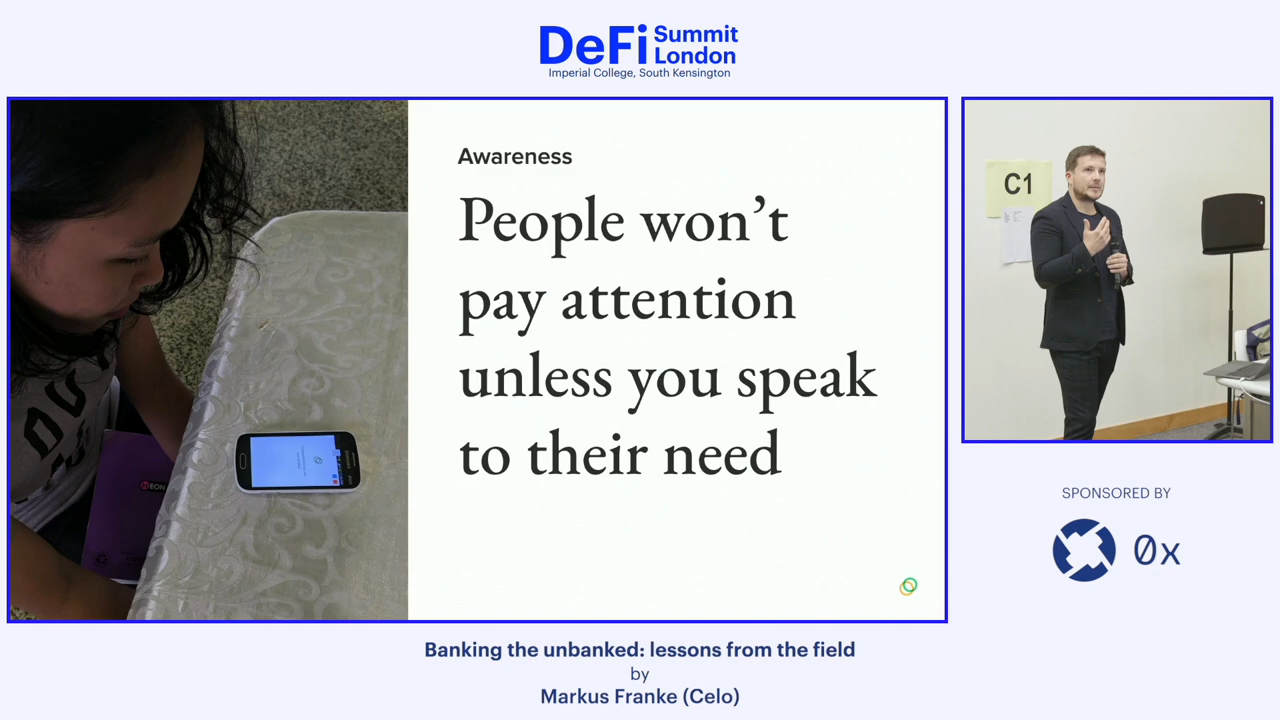 DeFi Summit
London
Imperial College, South Kensington
Awareness
People won’t
pay attention
unless you speak
to their need
NEON
C1
SPONSORED BY
0x
Banking the unbanked: lessons from the field
by
Markus Franke (Celo)